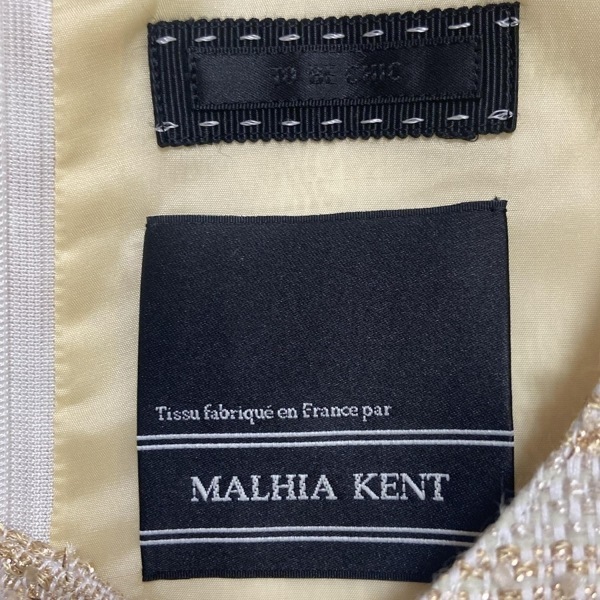 TO BE CHIC
Tissu fabriqué en France par
MALHIA KENT